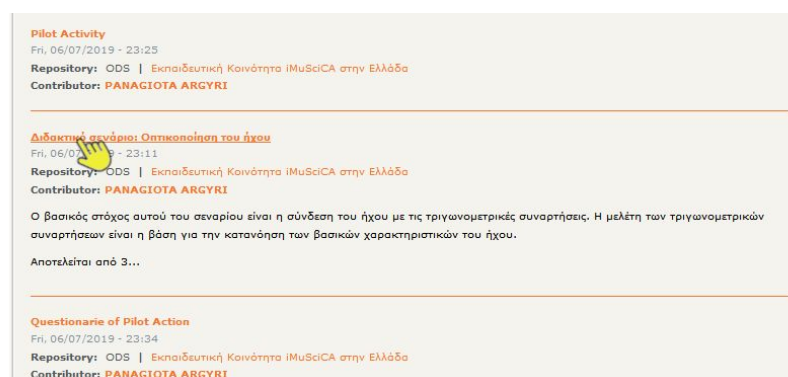 Pilot Activity
Fri, 06/07/2019 - 23:25
Repository: ODS | Εκπαιδευτική Κοινότητα iMuSciCA στην Ελλάδα
Contributor: PANAGIOTA ARGYRI
Διδακτικό σενάριο: Οπτικοποίηση του ήχου
Fri, 06/07/2019 - 23:11
Repository: ODS | Εκπαιδευτική Κοινότητα iMuSciCA στην Ελλάδα
Contributor: PANAGIOTA ARGYRI
Ο βασικός στόχος αυτού του σεναρίου είναι η σύνδεση του ήχου με τις τριγωνομετρικές συναρτήσεις. Η μελέτη των τριγωνομετρικών
συναρτήσεων είναι η βάση για την κατανόηση των βασικών χαρακτηριστικών του ήχου.
Αποτελείται από 3...
Questionarie of Pilot Action
Fri, 06/07/2019 - 23:34
Repository: ODS | Εκπαιδευτική Κοινότητα iMuSciCA στην Ελλάδα
Contributor: PANAGIOTA ARGYRI